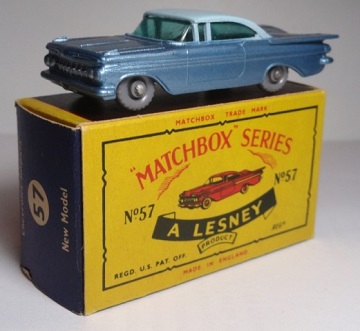 MATCHBOX TRADE MARK
"MATCHBOX" SERIES
Nº57
Nº57
A LESNEY
PRODUCT
REGD. U.S. PAT. OFF.
MADE IN ENGLAND
57
New Model